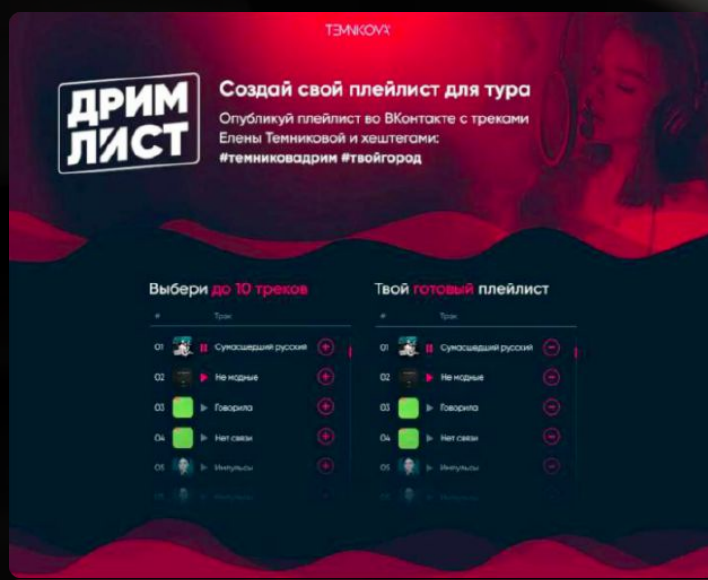 TEMNIKOVA
ДРИМ
ЛИСТ
Создай свой плейлист для тура
Опубликуй плейлист во ВКонтакте с треками
Елены Темниковой и хештегами:
#темниковадрим #твойгород
Выбери до 10 треков
# Трек
01 Сумасшедший русский
02 Не модные
03 Говорила
04 Нет связи
05 Импульсы
Твой готовый плейлист
# Трек
01 Сумасшедший русский
02 Не модные
03 Говорила
04 Нет связи
05 Импульсы